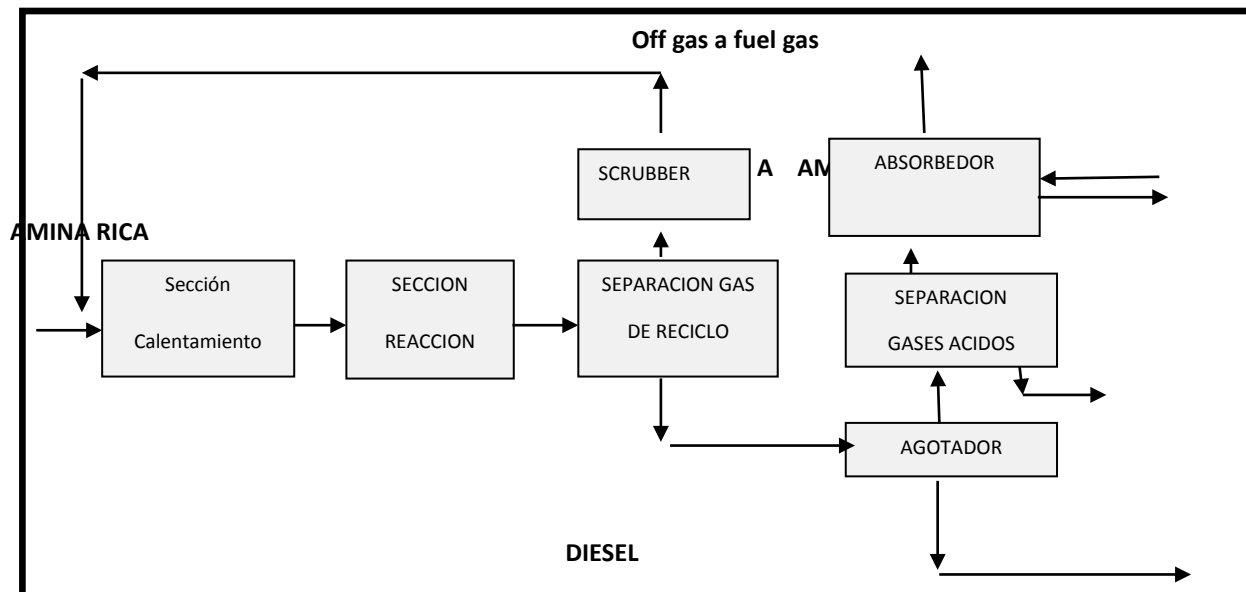 Off gas a fuel gas
SCRUBBER
A AM
ABSORBEDOR
AMINA RICA
Sección
Calentamiento
SECCION
REACCION
SEPARACION GAS
DE RECICLO
SEPARACION
GASES ACIDOS
AGOTADOR
DIESEL